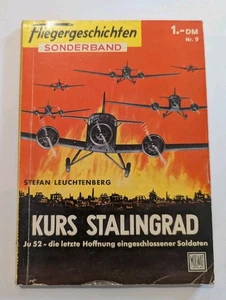 Fliegergeschichten
SONDERBAND
1.-DM
Nr. 9
STEFAN LEUCHTENBERG
KURS STALINGRAD
Ju 52 - die letzte Hoffnung eingeschlossener Soldaten